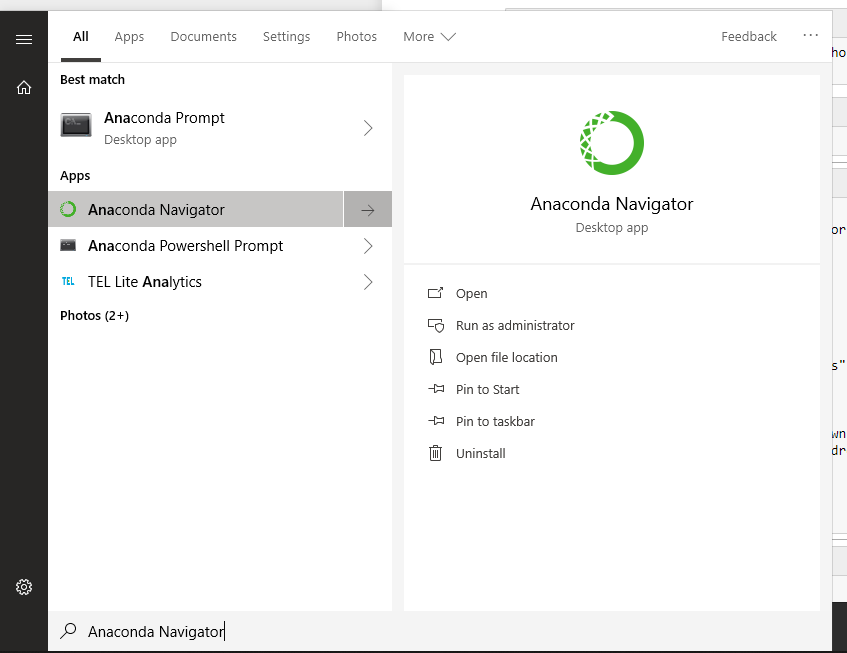 All Apps Documents Settings Photos More Feedback ...
Best match
Anaconda Prompt
Desktop app
Apps
Anaconda Navigator
Anaconda Powershell Prompt
TEL TEL Lite Analytics
Photos (2+)
Anaconda Navigator
Desktop app
Open
Run as administrator
Open file location
Pin to Start
Pin to taskbar
Uninstall
Anaconda Navigator
ho
or
s"
wn
dr